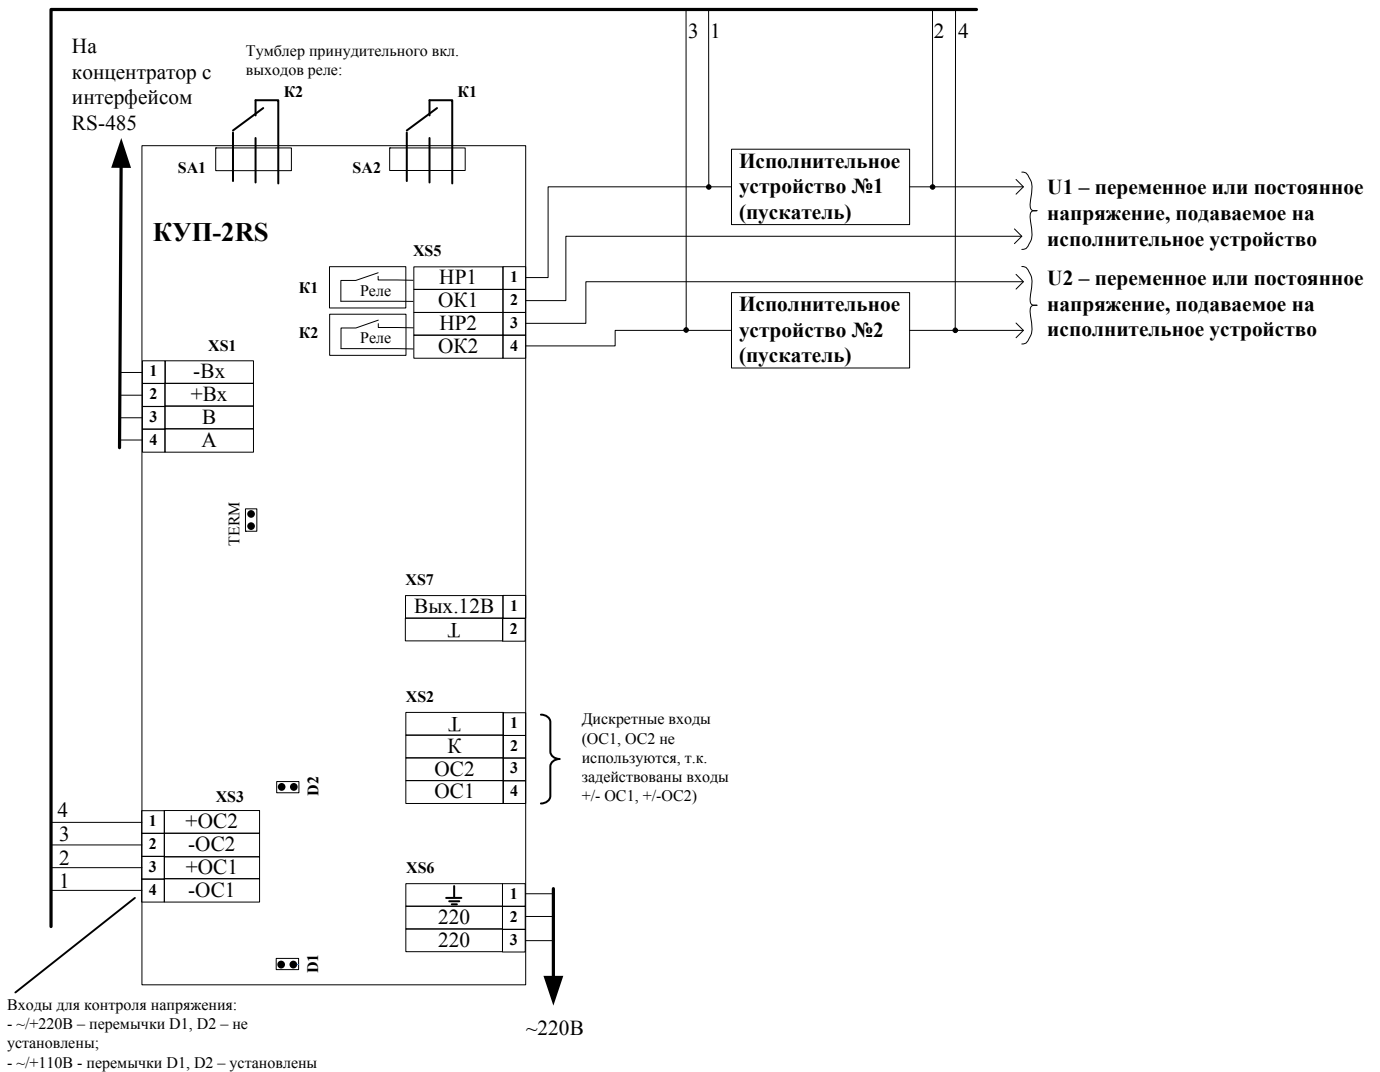 3 1 2 4
На
концентратор с
интерфейсом
RS-485
Тумблер принудительного вкл.
выходов реле:
К2
К1
SA1
SA2
КУП-2RS
Исполнительное
устройство №1
(пускатель)
U1 – переменное или постоянное
напряжение, подаваемое на
исполнительное устройство
XS5
К1
Реле
НР1 1
ОК1 2
К2
Реле
НР2 3
ОК2 4
Исполнительное
устройство №2
(пускатель)
U2 – переменное или постоянное
напряжение, подаваемое на
исполнительное устройство
XS1
1 -Вх
2 +Вх
3 В
4 А
TERM
XS7
Вых.12В 1
⊥ 2
XS2
⊥ 1
К 2
ОС2 3
ОС1 4
Дискретные входы
(ОС1, ОС2 не
используются, т.к.
задействованы входы
+/- ОС1, +/-ОС2)
D2
XS3
4 1 +ОС2
3 2 -ОС2
2 3 +ОС1
1 4 -ОС1
XS6
1
220 2
220 3
D1
~220В
Входы для контроля напряжения:
- ~/+220В – перемычки D1, D2 – не
установлены;
- ~/+110В - перемычки D1, D2 – установлены